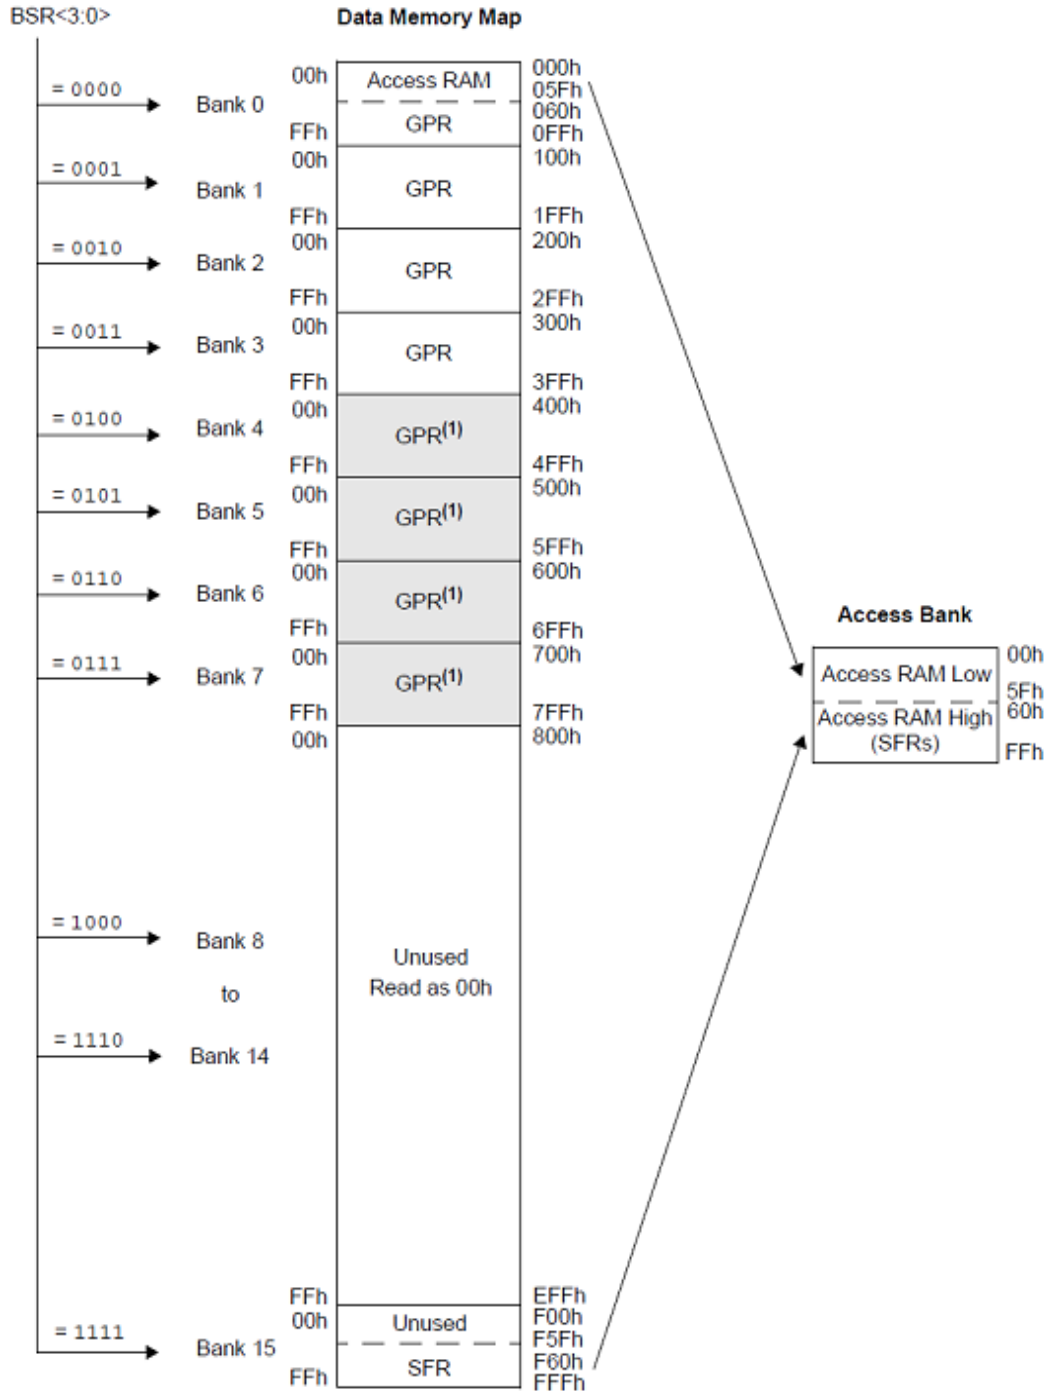 BSR<3:0>
Data Memory Map
= 0000
Bank 0
00h
Access RAM
000h
05Fh
060h
FFh
GPR
0FFh
= 0001
Bank 1
00h
100h
GPR
FFh
1FFh
= 0010
Bank 2
00h
200h
GPR
FFh
2FFh
= 0011
Bank 3
00h
300h
GPR
FFh
3FFh
= 0100
Bank 4
00h
400h
GPR(1)
FFh
4FFh
= 0101
Bank 5
00h
500h
GPR(1)
FFh
5FFh
= 0110
Bank 6
00h
600h
GPR(1)
FFh
6FFh
= 0111
Bank 7
00h
700h
GPR(1)
FFh
7FFh
00h
800h
= 1000
Bank 8
to
= 1110
Bank 14
Unused
Read as 00h
FFh
EFFh
= 1111
Bank 15
00h
F00h
Unused
F5Fh
F60h
SFR
FFh
FFFh
Access Bank
Access RAM Low
00h
5Fh
Access RAM High
(SFRs)
60h
FFh